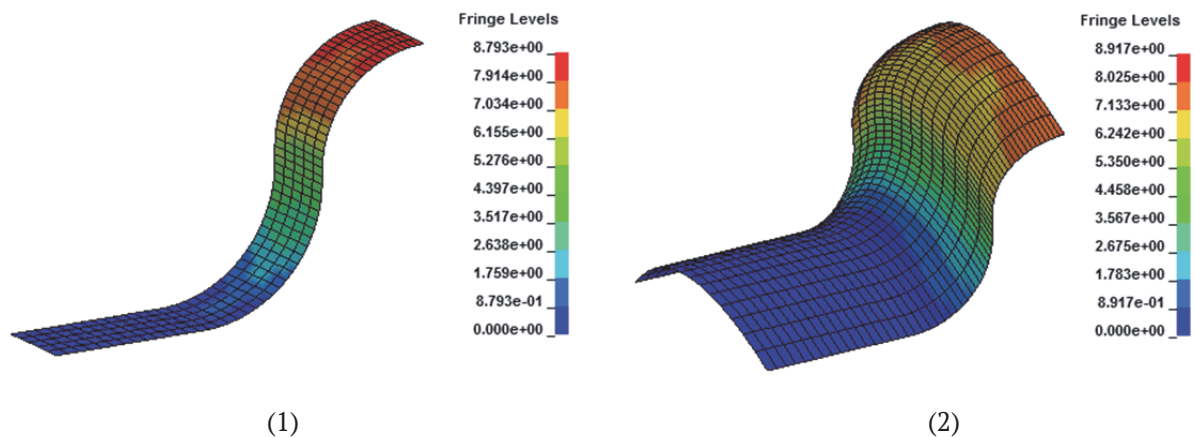 Fringe Levels
8.793e+00
7.914e+00
7.034e+00
6.155e+00
5.276e+00
4.397e+00
3.517e+00
2.638e+00
1.759e+00
8.793e-01
0.000e+00
(1)
Fringe Levels
8.917e+00
8.025e+00
7.133e+00
6.242e+00
5.350e+00
4.458e+00
3.567e+00
2.675e+00
1.783e+00
8.917e-01
0.000e+00
(2)